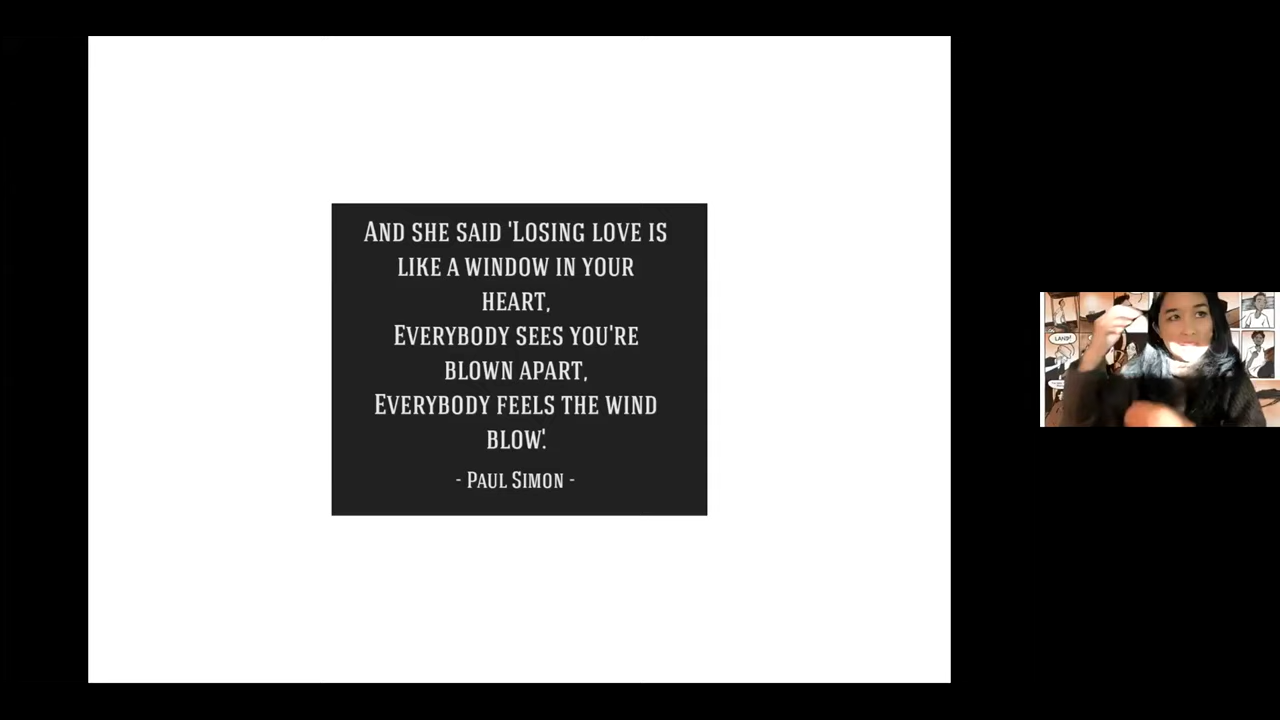 And she said 'Losing love is
like a window in your
heart,
Everybody sees you're
blown apart,
Everybody feels the wind
blow'.
- Paul Simon -
LAND?